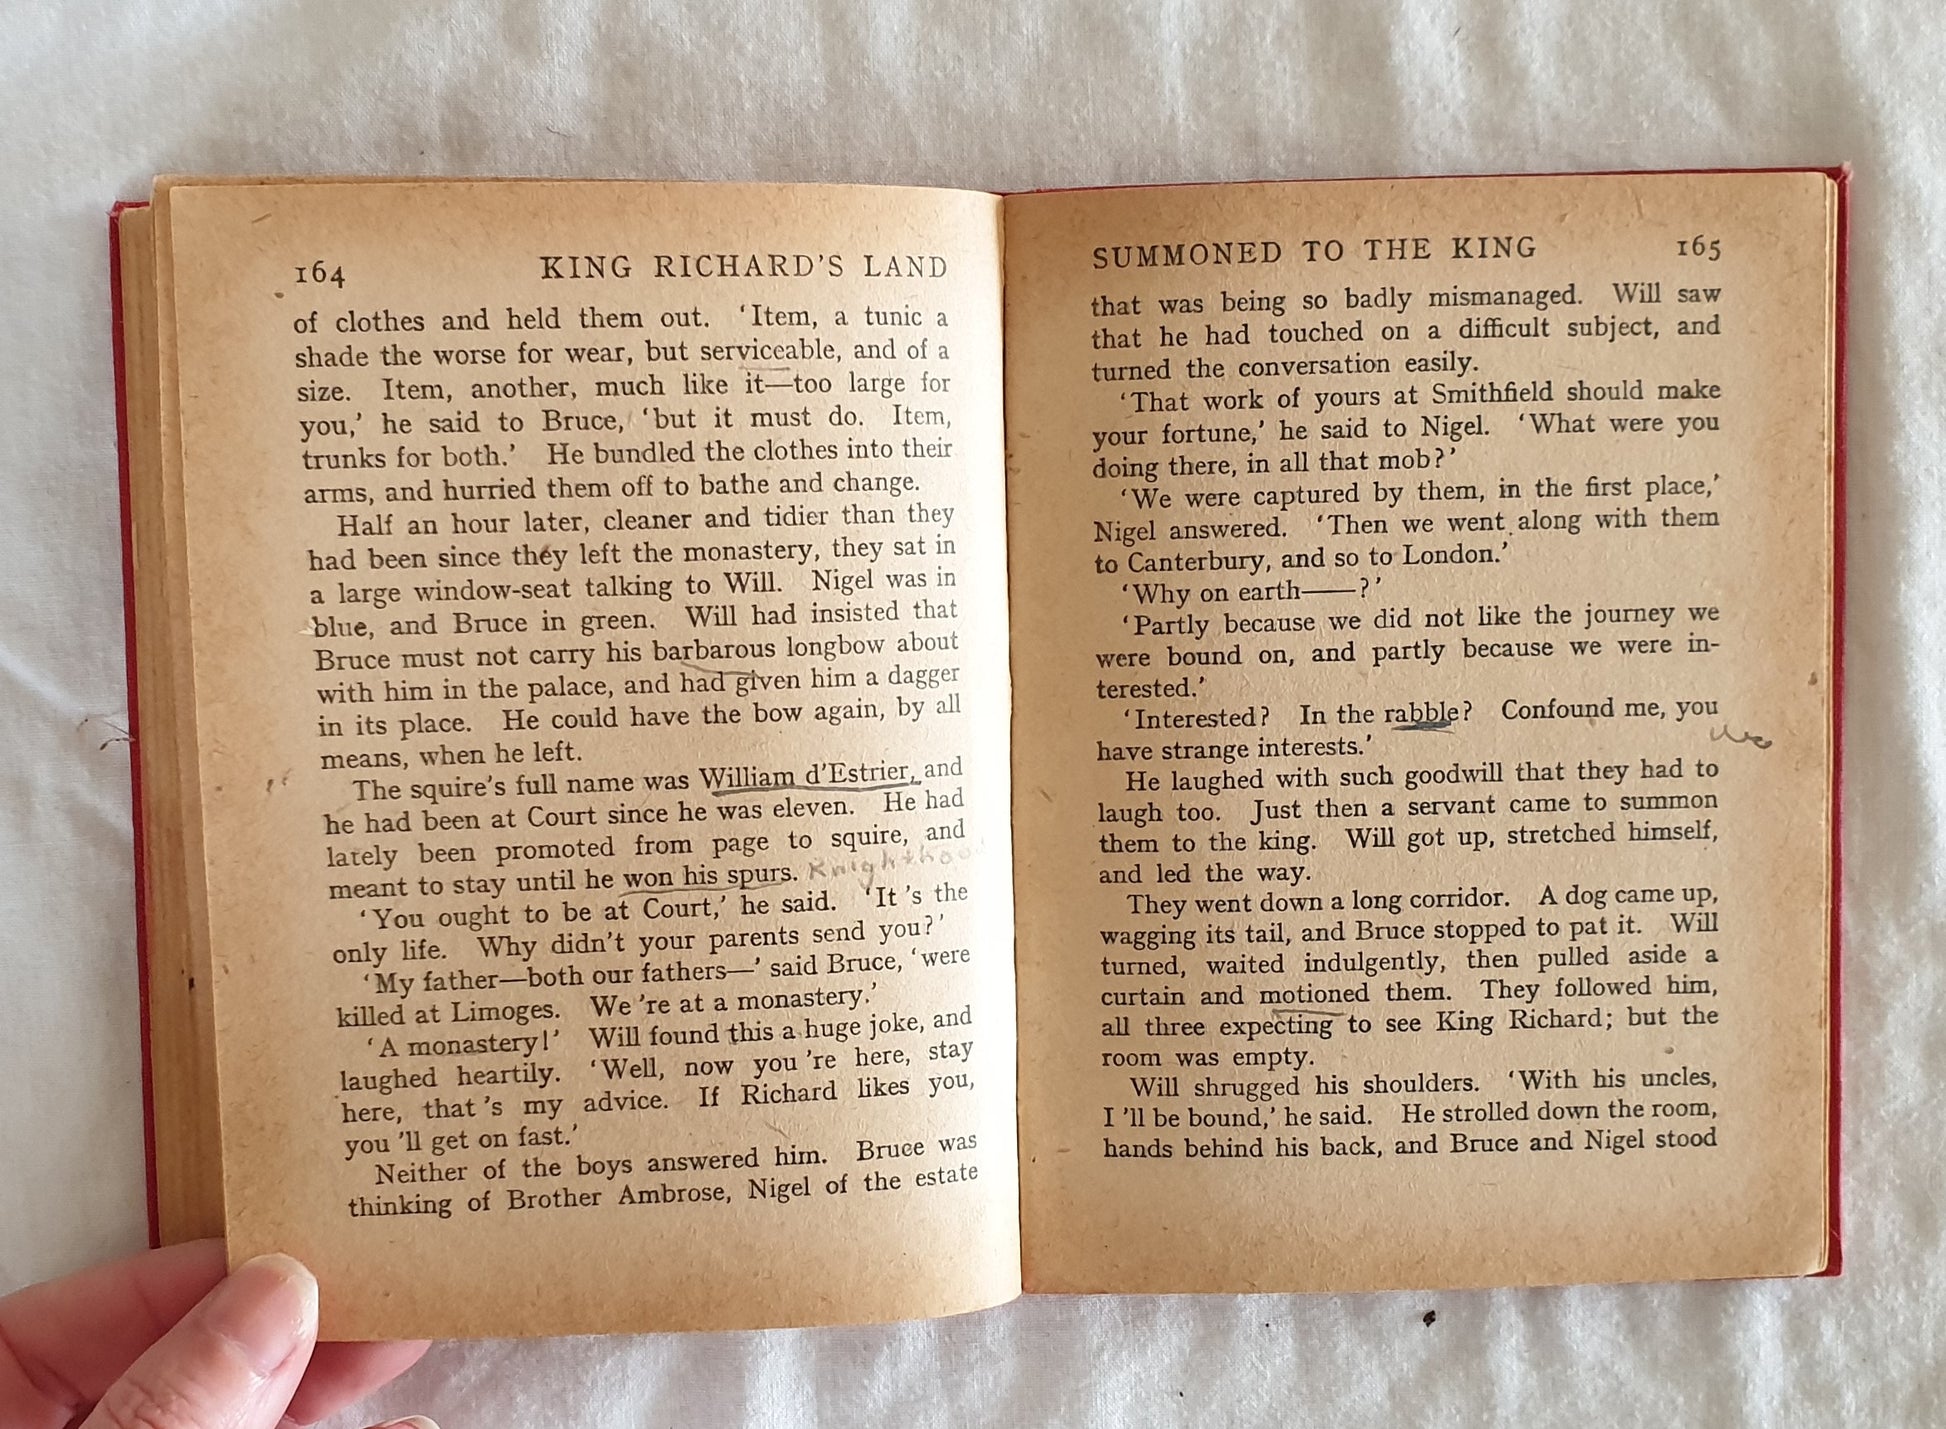 164 KING RICHARD'S LAND
of clothes and held them out. 'Item, a tunic a
shade the worse for wear, but serviceable, and of a
size. Item, another, much like it—too large for
you,' he said to Bruce, 'but it must do. Item,
trunks for both.' He bundled the clothes into their
arms, and hurried them off to bathe and change.
Half an hour later, cleaner and tidier than they
had been since they left the monastery, they sat in
a large window-seat talking to Will. Nigel was in
blue, and Bruce in green. Will had insisted that
Bruce must not carry his barbarous longbow about
with him in the palace, and had given him a dagger
in its place. He could have the bow again, by all
means, when he left.
The squire's full name was William d'Estrier, and
he had been at Court since he was eleven. He had
lately been promoted from page to squire, and
meant to stay until he won his spurs. Knighthood
'You ought to be at Court,' he said. 'It 's the
only life. Why didn't your parents send you?'
'My father—both our fathers—' said Bruce, 'were
killed at Limoges. We 're at a monastery.'
'A monastery!' Will found this a huge joke, and
laughed heartily. 'Well, now you 're here, stay
here, that 's my advice. If Richard likes you,
you 'll get on fast.'
Neither of the boys answered him. Bruce was
thinking of Brother Ambrose, Nigel of the estate
SUMMONED TO THE KING 165
that was being so badly mismanaged. Will saw
that he had touched on a difficult subject, and
turned the conversation easily.
'That work of yours at Smithfield should make
your fortune,' he said to Nigel. 'What were you
doing there, in all that mob?'
'We were captured by them, in the first place,'
Nigel answered. 'Then we went along with them
to Canterbury, and so to London.'
'Why on earth——?'
'Partly because we did not like the journey we
were bound on, and partly because we were in-
terested.'
'Interested? In the rabble? Confound me, you
have strange interests.'
He laughed with such goodwill that they had to
laugh too. Just then a servant came to summon
them to the king. Will got up, stretched himself,
and led the way.
They went down a long corridor. A dog came up,
wagging its tail, and Bruce stopped to pat it. Will
turned, waited indulgently, then pulled aside a
curtain and motioned them. They followed him,
all three expecting to see King Richard; but the
room was empty.
Will shrugged his shoulders. 'With his uncles,
I 'll be bound,' he said. He strolled down the room,
hands behind his back, and Bruce and Nigel stood